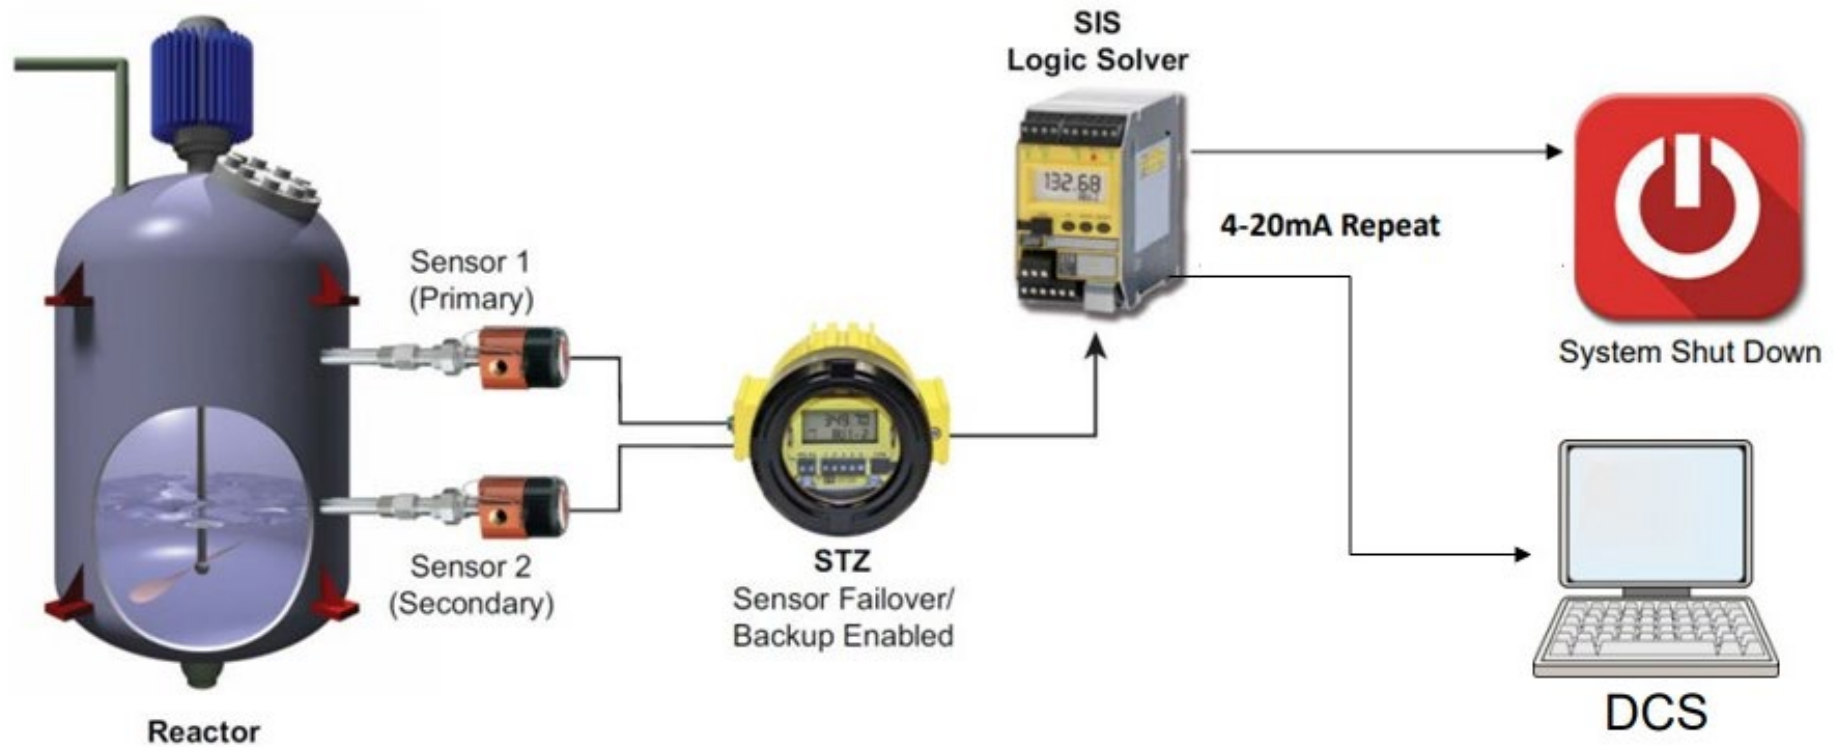 SIS
Logic Solver
132.68
4-20mA Repeat
System Shut Down
Sensor 1
(Primary)
Sensor 2
(Secondary)
STZ
Sensor Failover/
Backup Enabled
Reactor
DCS